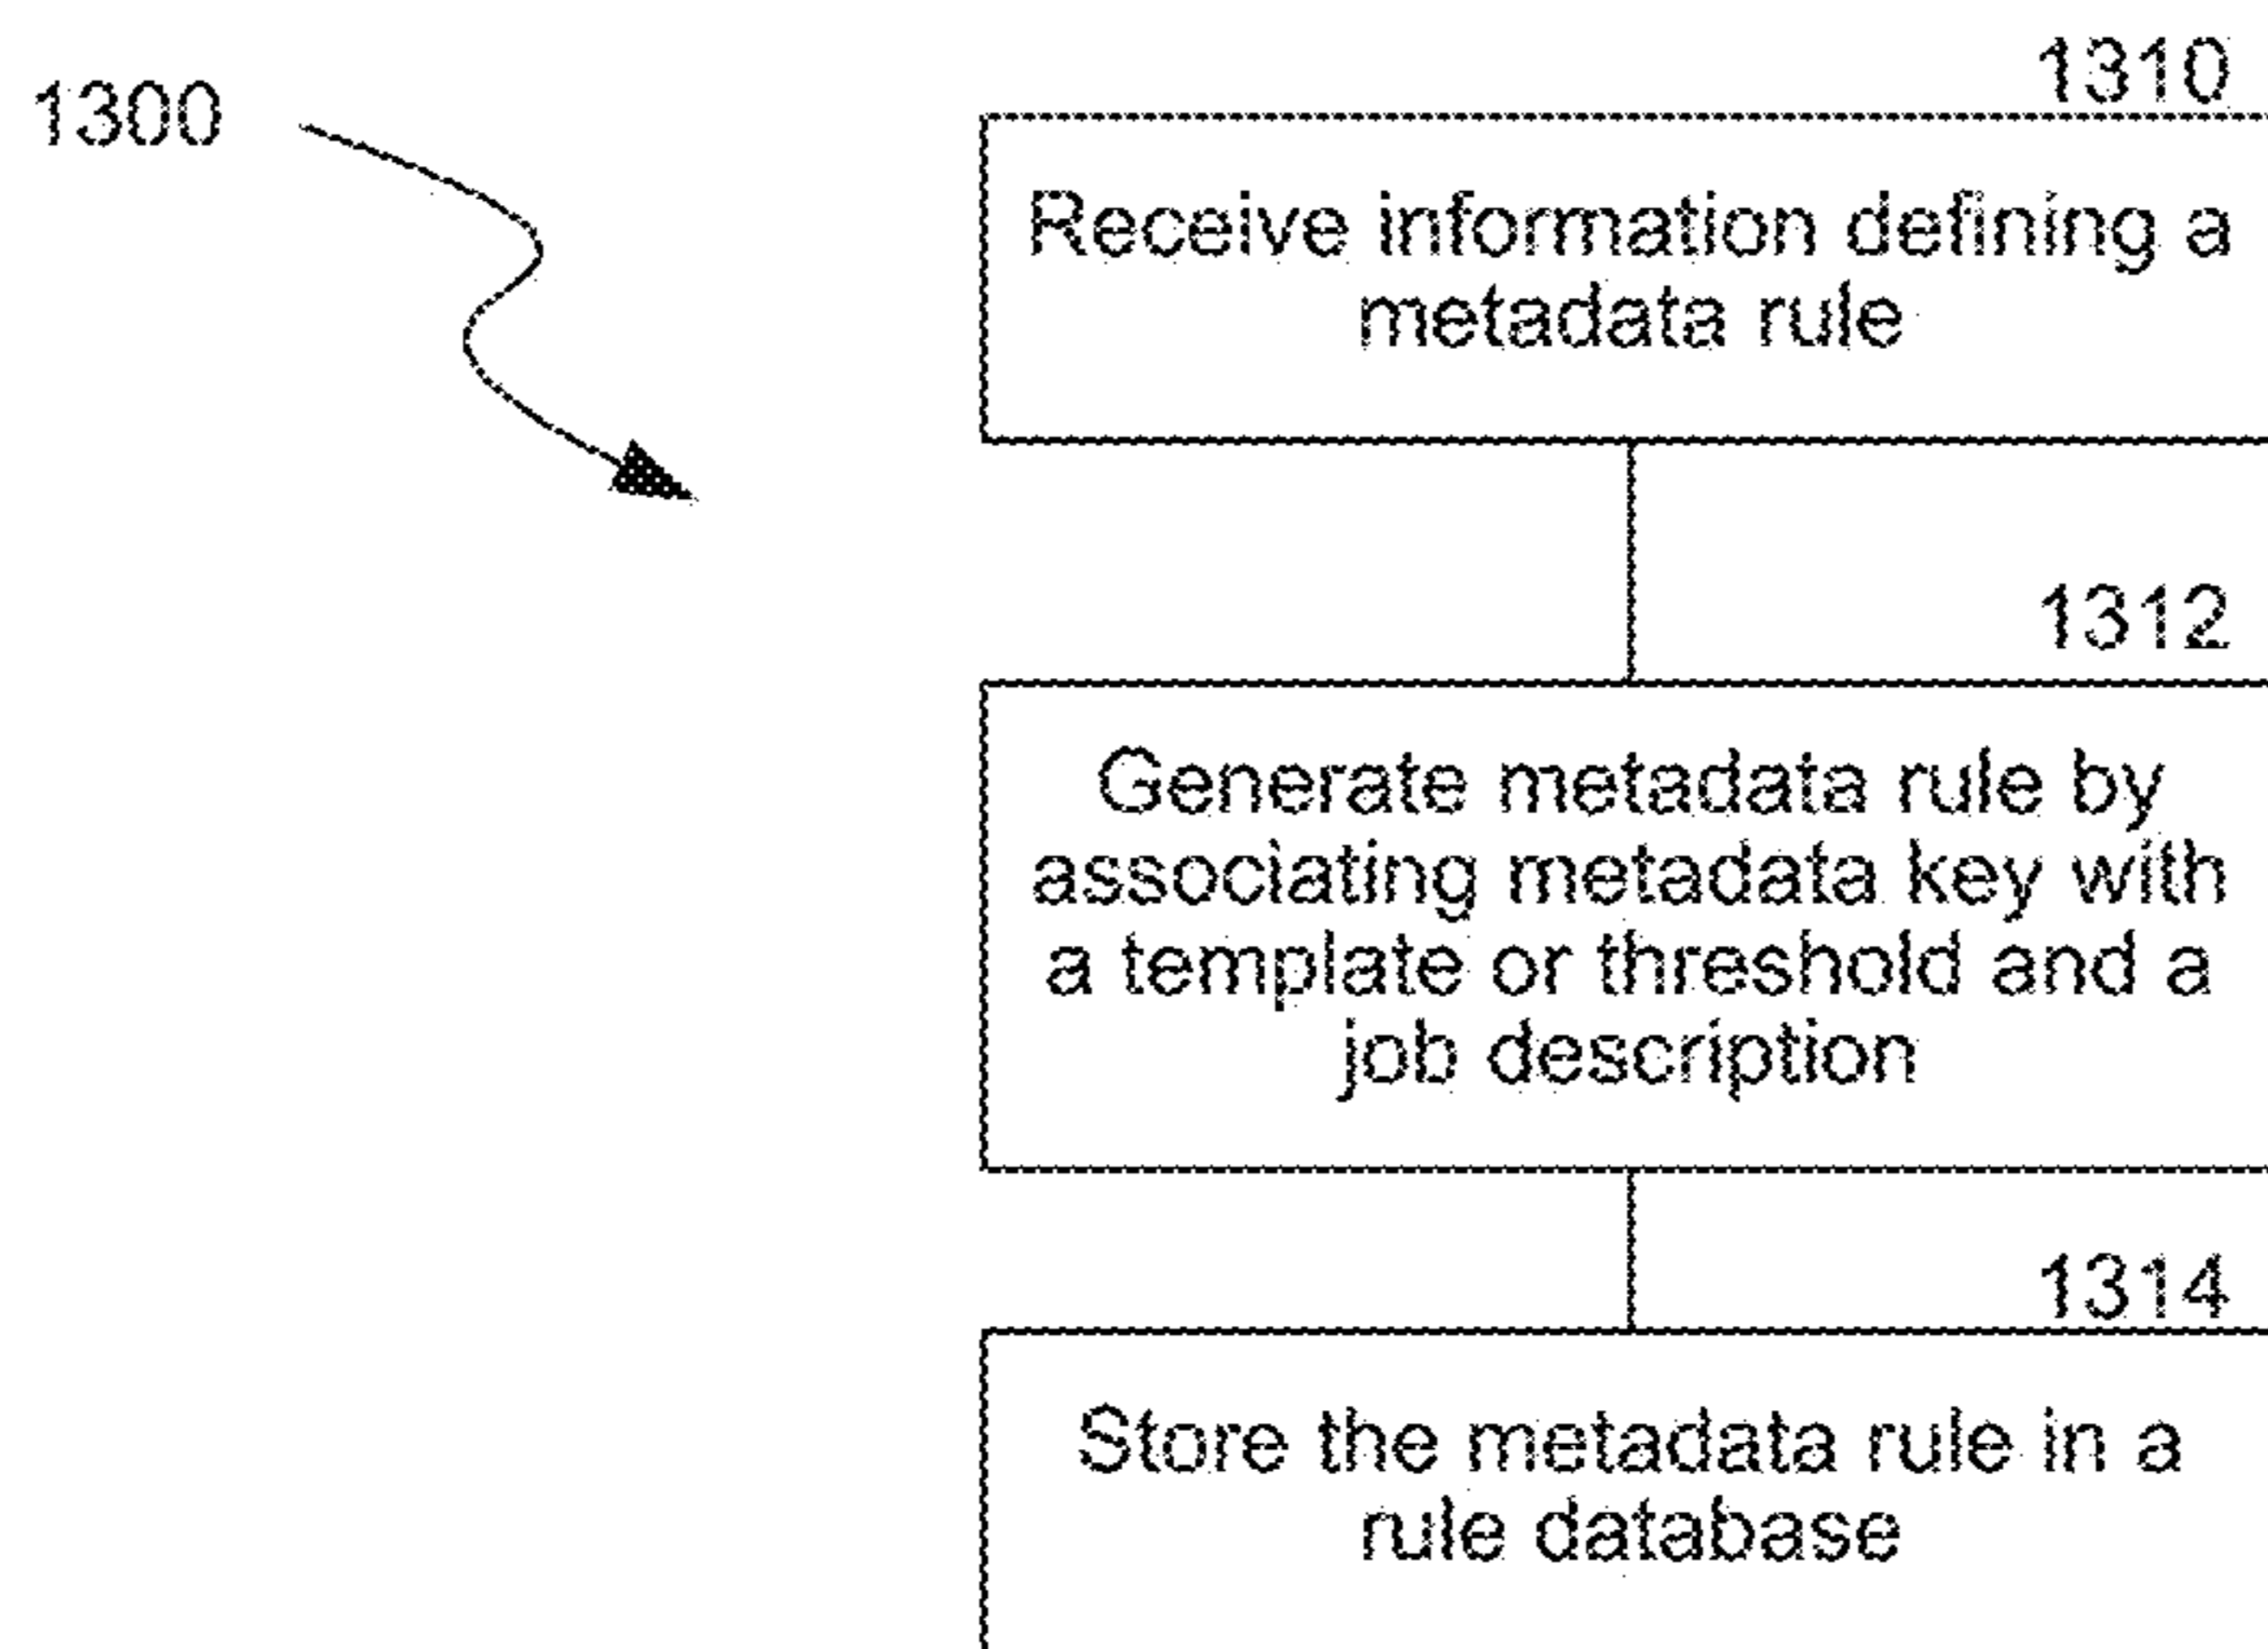 1300
1310
Receive information defining a
metadata rule
1312
Generate metadata rule by
associating metadata key with
a template or threshold and a
job description
1314
Store the metadata rule in a
rule database